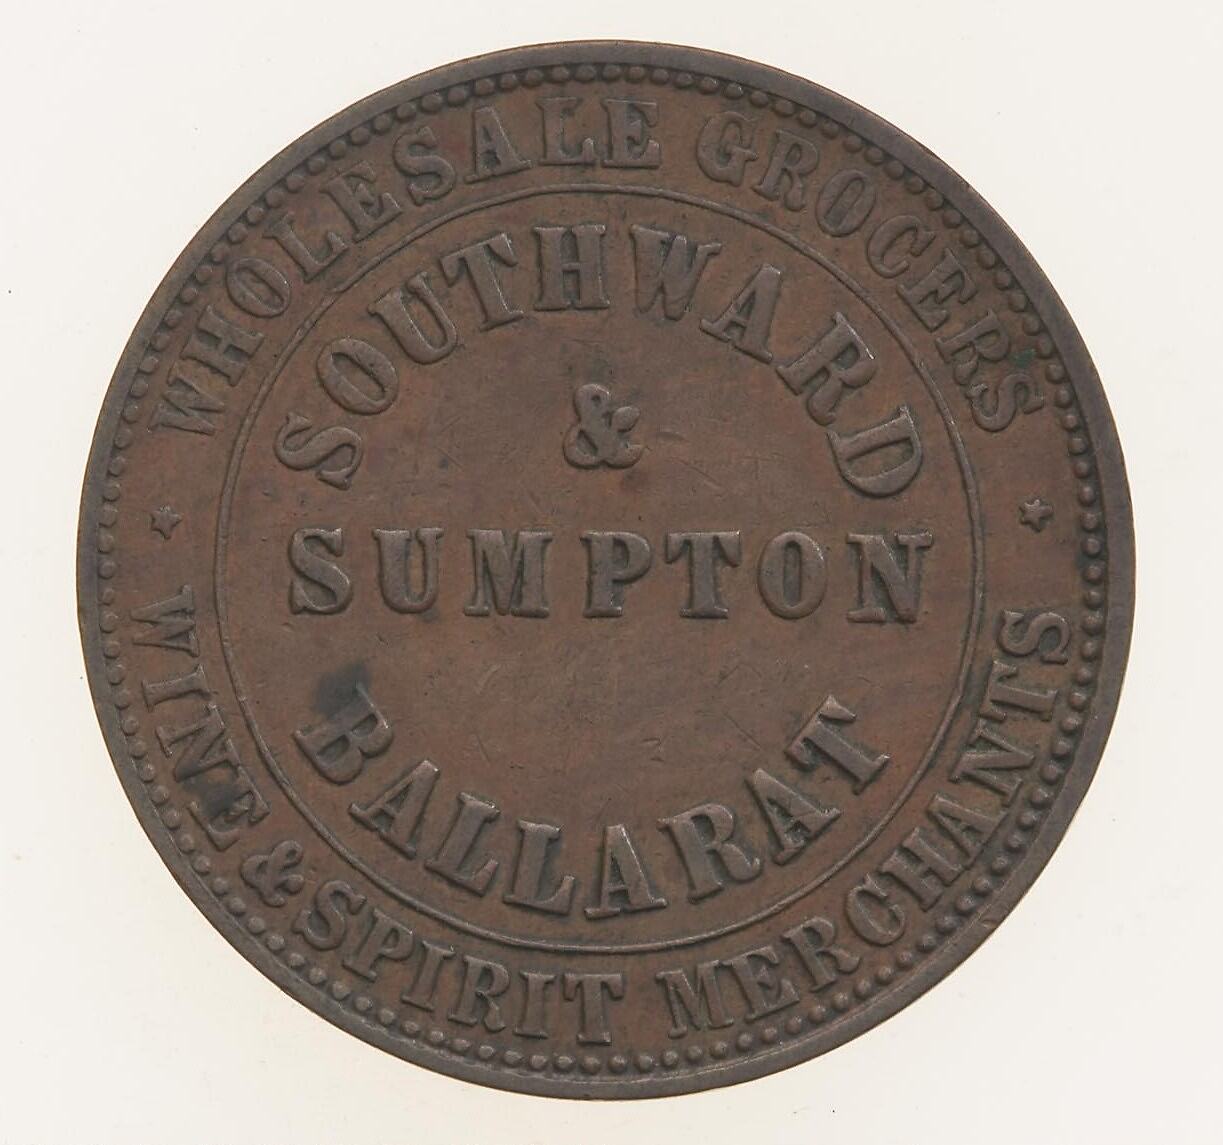 WHOLESALE GROCERS
WINE & SPIRIT MERCHANTS
SOUTHWARD
&
SUMPTON
BALLARAT